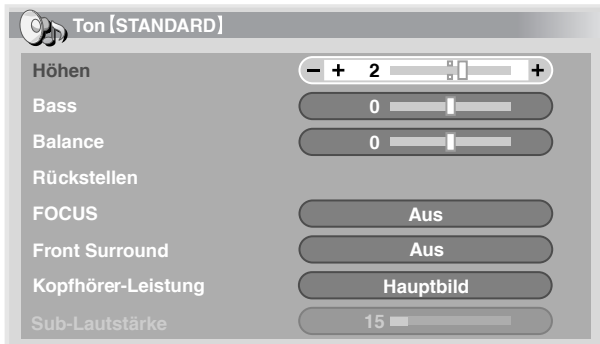 Ton [STANDARD]
Höhen - + 2 +
Bass 0
Balance 0
Rückstellen
FOCUS Aus
Front Surround Aus
Kopfhörer-Leistung Hauptbild
Sub-Lautstärke 15